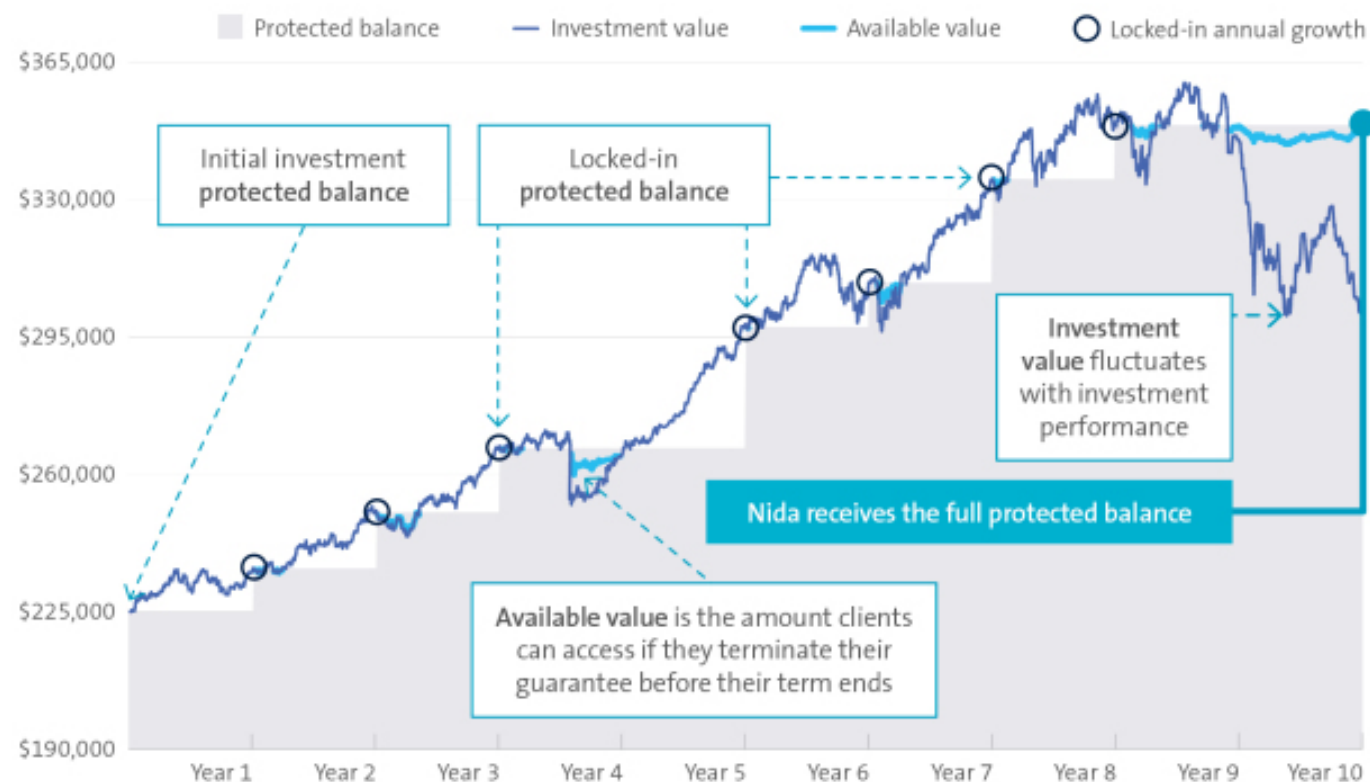 Protected balance
Investment value
Available value
Locked-in annual growth
$365,000
Initial investment
protected balance
Locked-in
protected balance
$330,000
$295,000
Investment
value fluctuates
with investment
performance
$260,000
Nida receives the full protected balance
$225,000
Available value is the amount clients
can access if they terminate their
guarantee before their term ends
$190,000
Year 1
Year 2
Year 3
Year 4
Year 5
Year 6
Year 7
Year 8
Year 9
Year 10